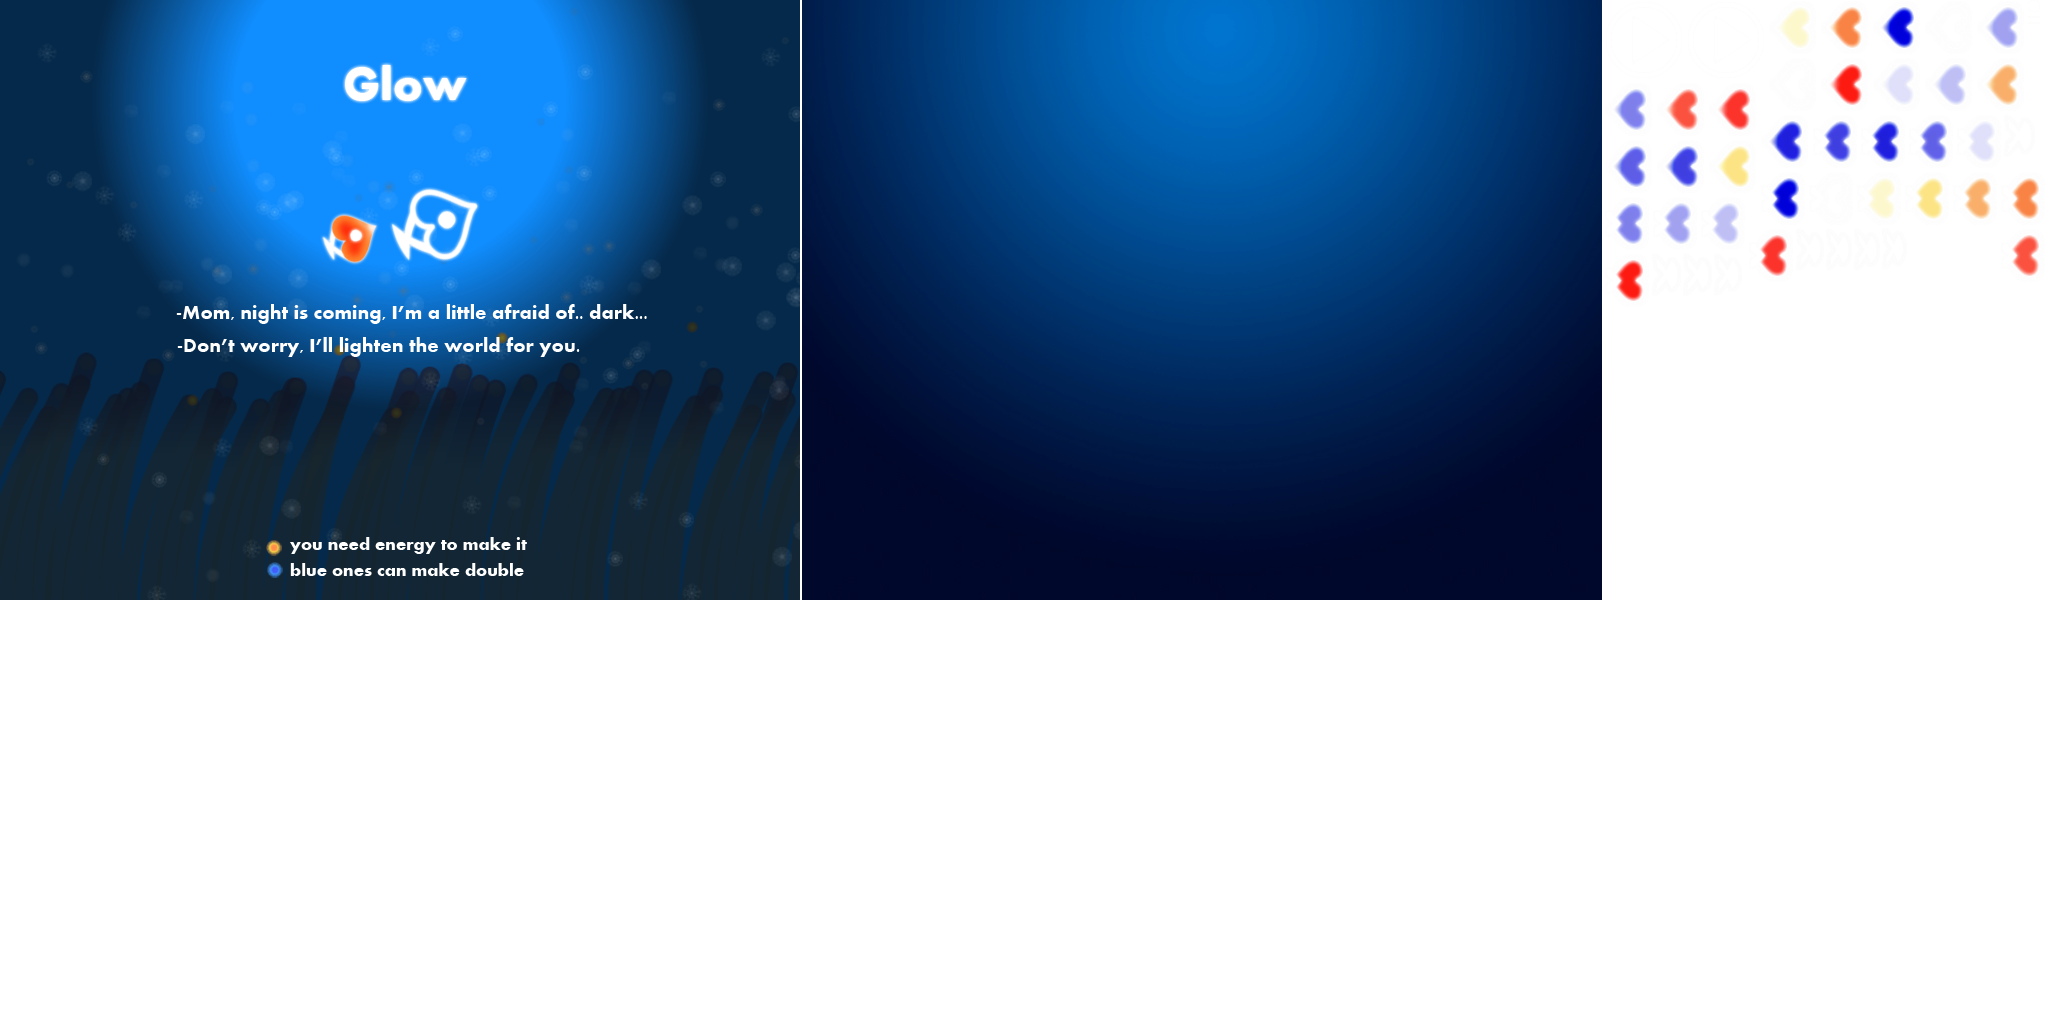 Glow
-Mom, night is coming, I'm a little afraid of.. dark...
-Don't worry, I'll lighten the world for you.
you need energy to make it
blue ones can make double